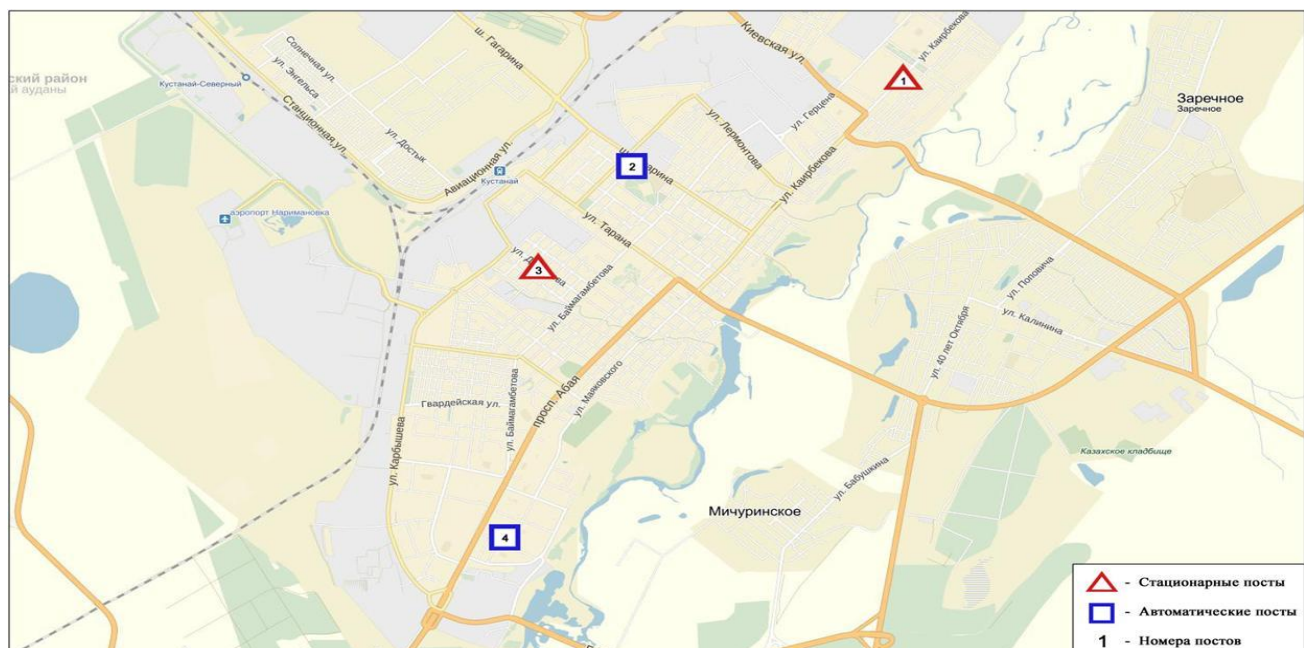 ский район
й ауданы
Кустанай-Северный
Солнечная ул.
ул. Энгельса
Станционная ул.
ул. Достык
ш. Гагарина
Авиационная ул.
Кустанай
аэропорт Наримановка
Киевская ул.
ул. Каирбекова
1
ул. Герцена
ул. Лермонтова
ул. Каирбекова
2
ул. Тарана
3
ул. Баймагамбетова
Заречное
Заречное
ул. Поповича
ул. Калинина
ул. 40 лет Октября
просп. Абая
ул. Маяковского
Гвардейская ул.
ул. Баймагамбетова
ул. Карбышева
Казахское кладбище
ул. Бабушкина
Мичуринское
4
- Стационарные посты
- Автоматические посты
1 - Номера постов